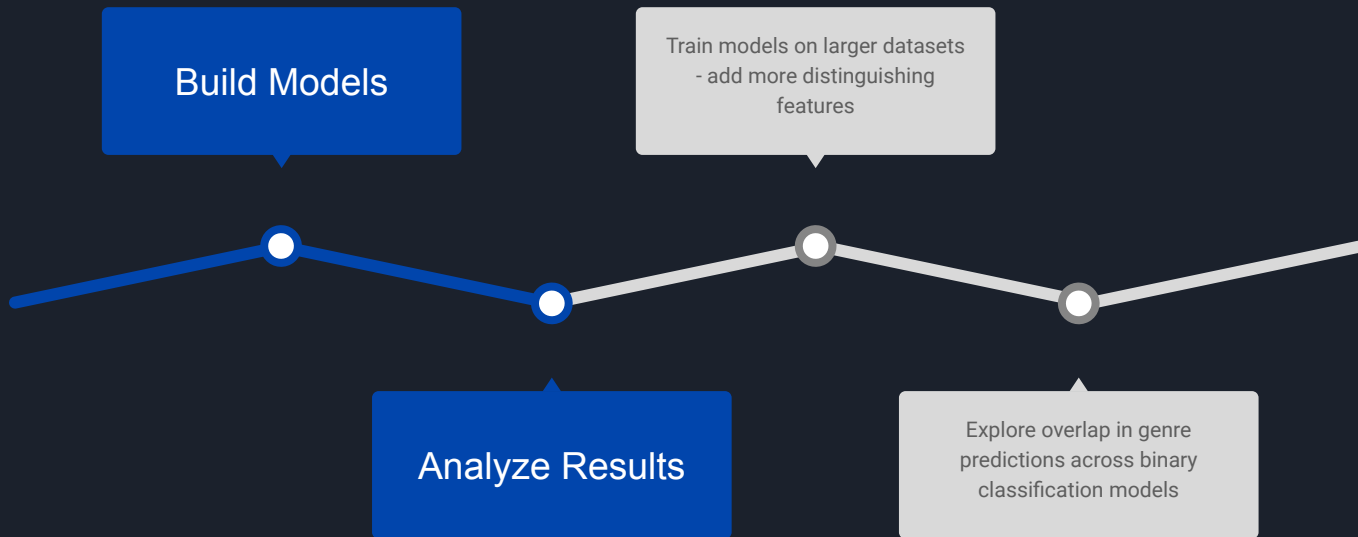 Build Models
Train models on larger datasets
- add more distinguishing
features
Analyze Results
Explore overlap in genre
predictions across binary
classification models